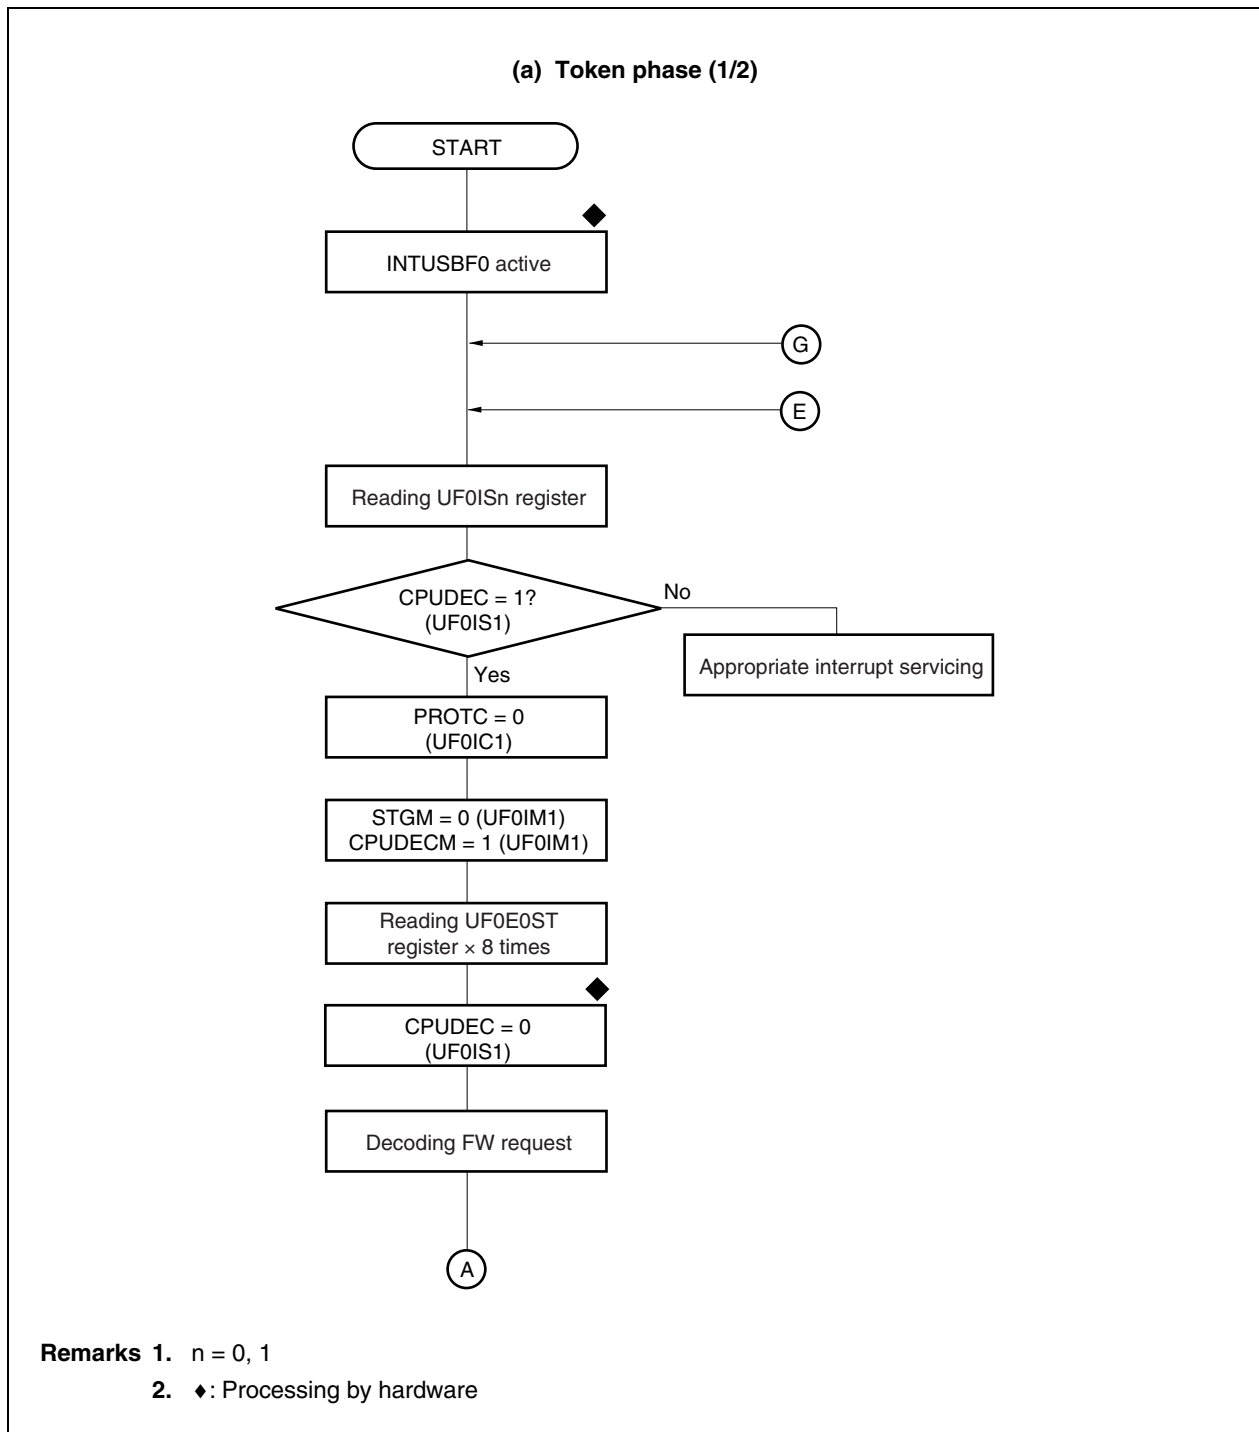 (a) Token phase (1/2)
START
INTUSBF0 active
G
E
Reading UF0ISn register
CPUDEC = 1?
(UF0IS1)
No
Appropriate interrupt servicing
Yes
PROTC = 0
(UF0IC1)
STGM = 0 (UF0IM1)
CPUDECM = 1 (UF0IM1)
Reading UF0E0ST
register × 8 times
CPUDEC = 0
(UF0IS1)
Decoding FW request
A
Remarks 1. n = 0, 1
2. ♦: Processing by hardware